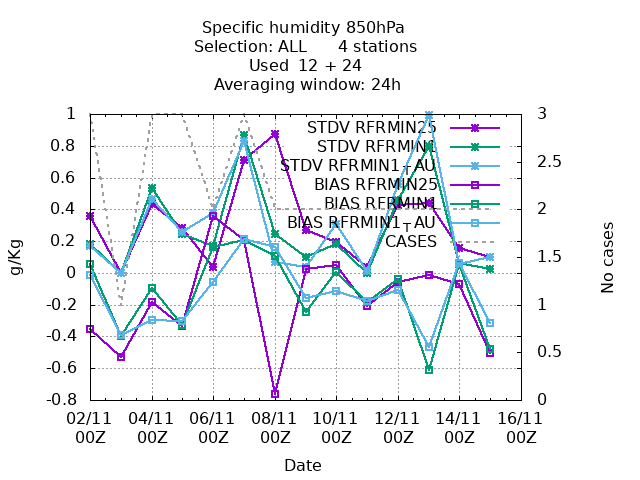 Specific humidity 850hPa
Selection: ALL      4 stations
Used  12 + 24
Averaging window: 24h
g/Kg
1
0.8
0.6
0.4
0.2
0
-0.2
-0.4
-0.6
-0.8
3
2.5
2
1.5
1
0.5
0
No cases
STDV RFRMIN25
STDV RFRMIN1
STDV RFRMIN1_AU
BIAS RFRMIN25
BIAS RFRMIN1
BIAS RFRMIN1_AU
CASES
02/11 04/11 06/11 08/11 10/11 12/11 14/11 16/11
00Z 00Z 00Z 00Z 00Z 00Z 00Z 00Z
Date